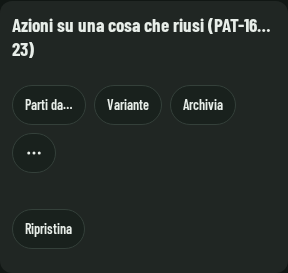 Azioni su una cosa che riusi (PAT-16…
23)
Parti da… Variante Archivia
…
Ripristina